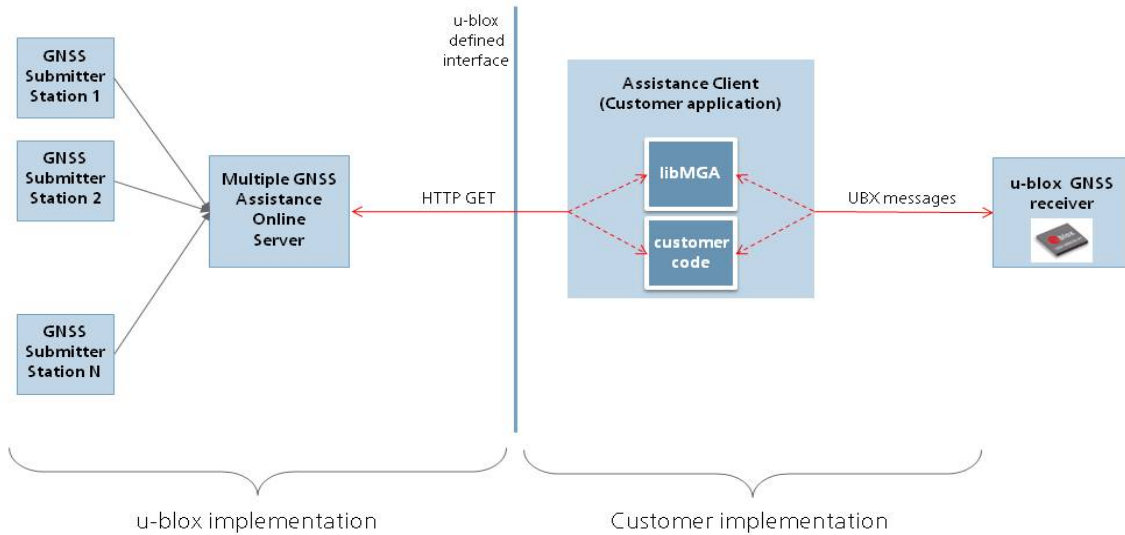 u-blox
defined
interface
GNSS
Submitter
Station 1
GNSS
Submitter
Station 2
GNSS
Submitter
Station N
Multiple GNSS
Assistance
Online
Server
HTTP GET
Assistance Client
(Customer application)
libMGA
customer
code
UBX messages
u-blox GNSS
receiver
u-blox implementation
Customer implementation